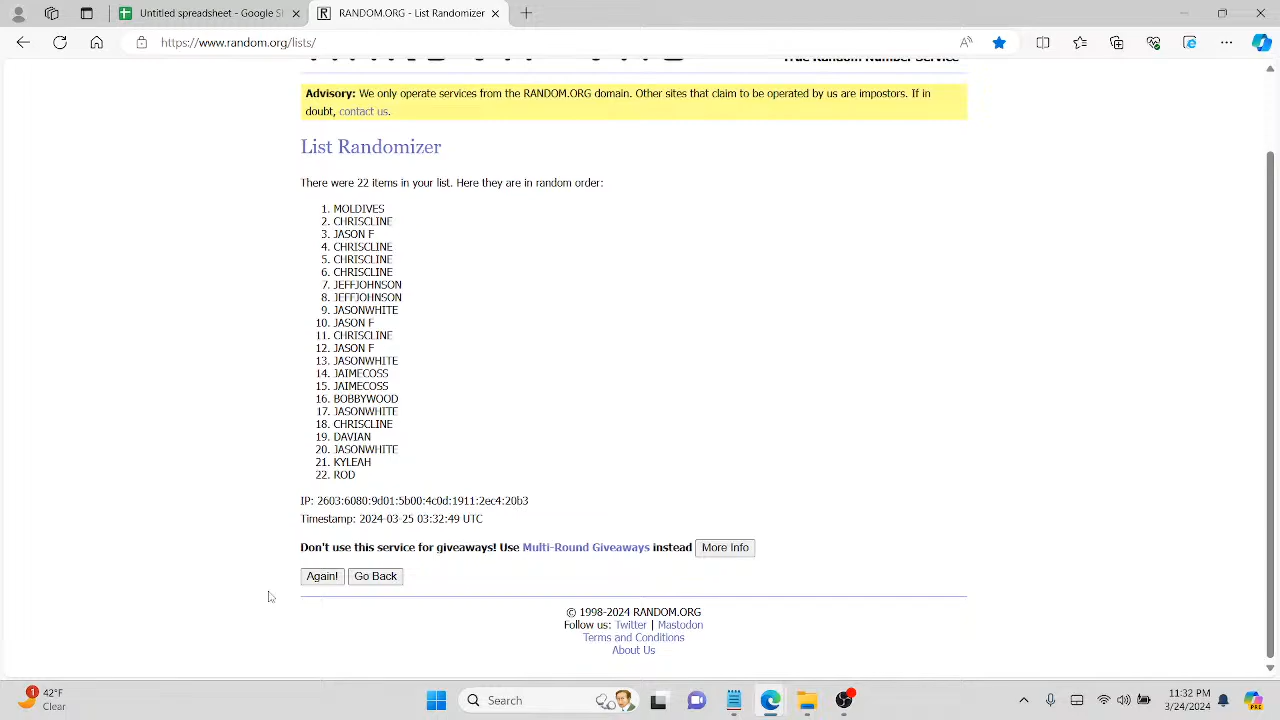 Untitled spreadsheet - Google Sh
RANDOM.ORG - List Randomizer
https://www.random.org/lists/
True Random Number Service
Advisory: We only operate services from the RANDOM.ORG domain. Other sites that claim to be operated by us are impostors. If in
doubt, contact us.
List Randomizer
There were 22 items in your list. Here they are in random order:
1. MOLDIVES
2. CHRISCLINE
3. JASON F
4. CHRISCLINE
5. CHRISCLINE
6. CHRISCLINE
7. JEFFJOHNSON
8. JEFFJOHNSON
9. JASONWHITE
10. JASON F
11. CHRISCLINE
12. JASON F
13. JASONWHITE
14. JAIMECOSS
15. JAIMECOSS
16. BOBBYWOOD
17. JASONWHITE
18. CHRISCLINE
19. DAVIAN
20. JASONWHITE
21. KYLEAH
22. ROD
IP: 2603:6080:9d01:5b00:4c0d:1911:2ec4:20b3
Timestamp: 2024-03-25 03:32:49 UTC
Don't use this service for giveaways! Use Multi-Round Giveaways instead More Info
Again! Go Back
© 1998-2024 RANDOM.ORG
Follow us: Twitter | Mastodon
Terms and Conditions
About Us
1 42°F
Clear
Search
11:32 PM
3/24/2024
PRE